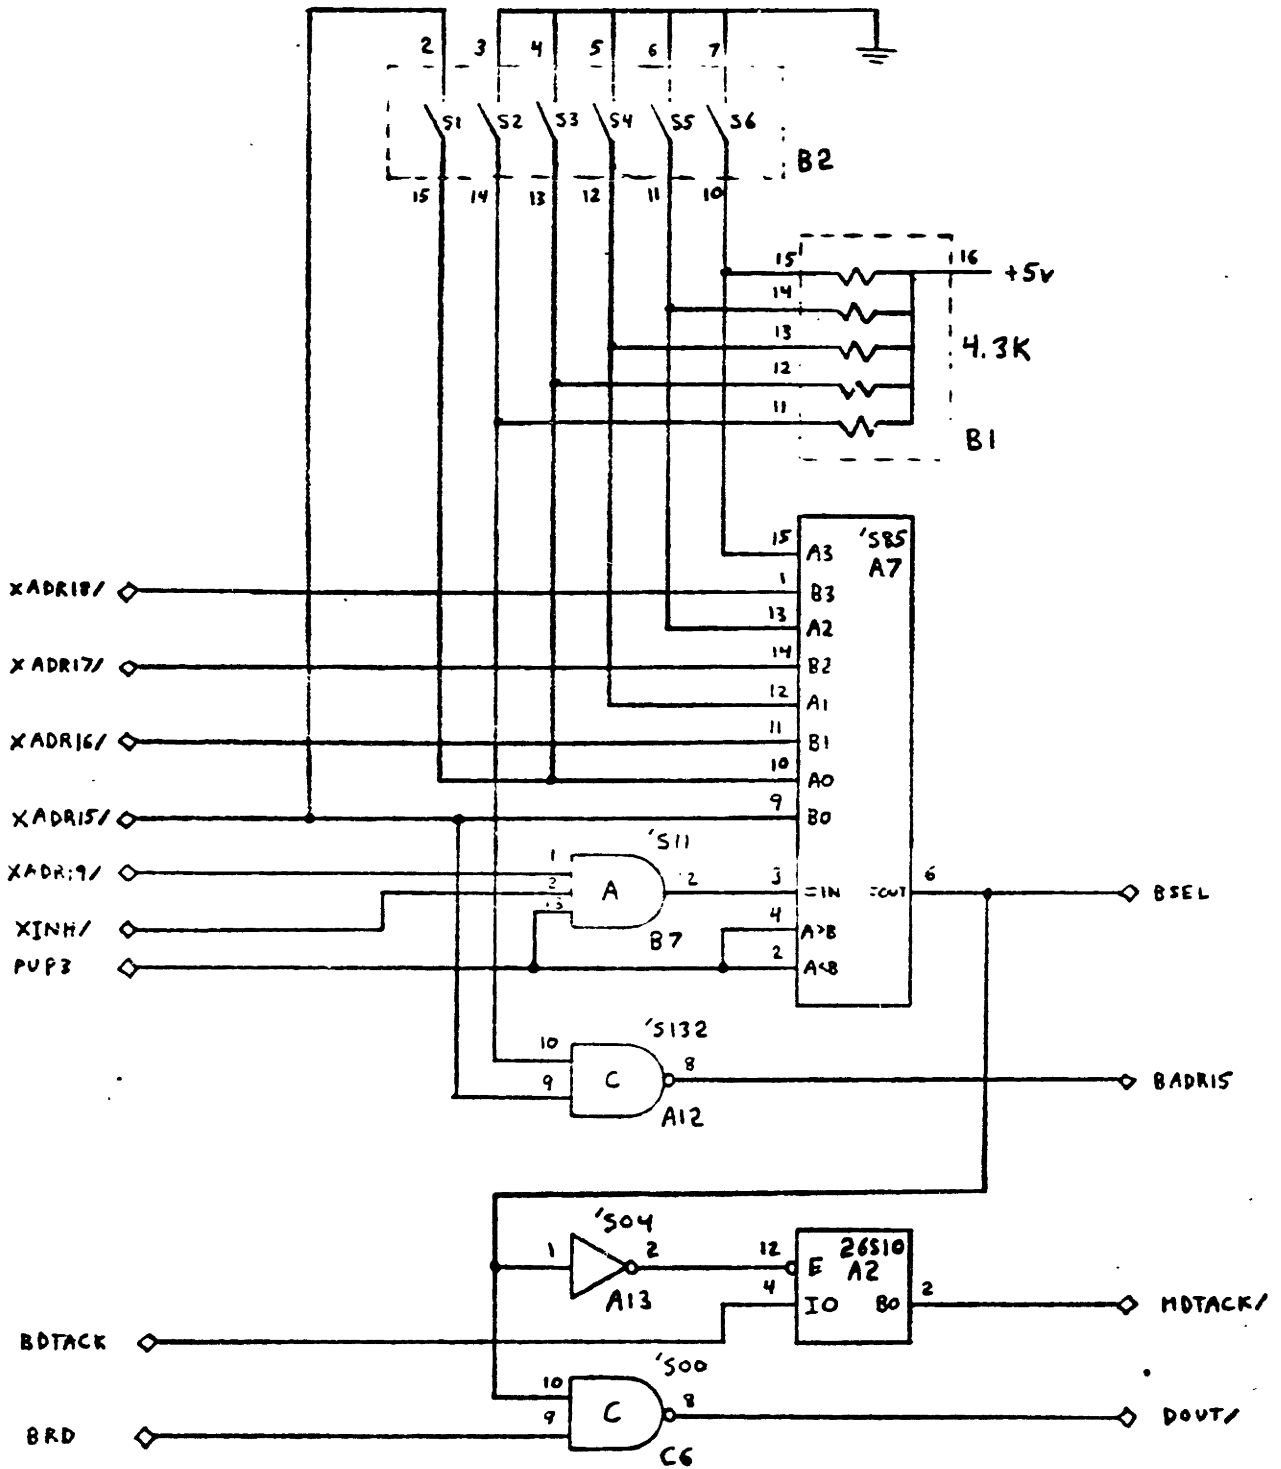 2 3 4 5 6 7
S1 S2 S3 S4 S5 S6
B2
15 14 13 12 11 10
15 16 +5v
14
13 4.3K
12
11
B1
'S85
15 A3 A7
XADR18/ 1 B3
13 A2
XADR17/ 14 B2
12 A1
XADR16/ 11 B1
10 A0
XADR15/ 9 B0
'S11
XADR19/ 1
2 A 2 3 =IN =OUT 6 BSEL
13
XINH/ 4 A>B
B7
PUP3 2 A<B
'S132
10
C 8 BADR15
9
A12
'S04
1 2 12 E 26S10
A2
A13 4 IO BO 2 MDTACK/
BDTACK
'S00
10
C 8 DOUT/
9
BRD
C6